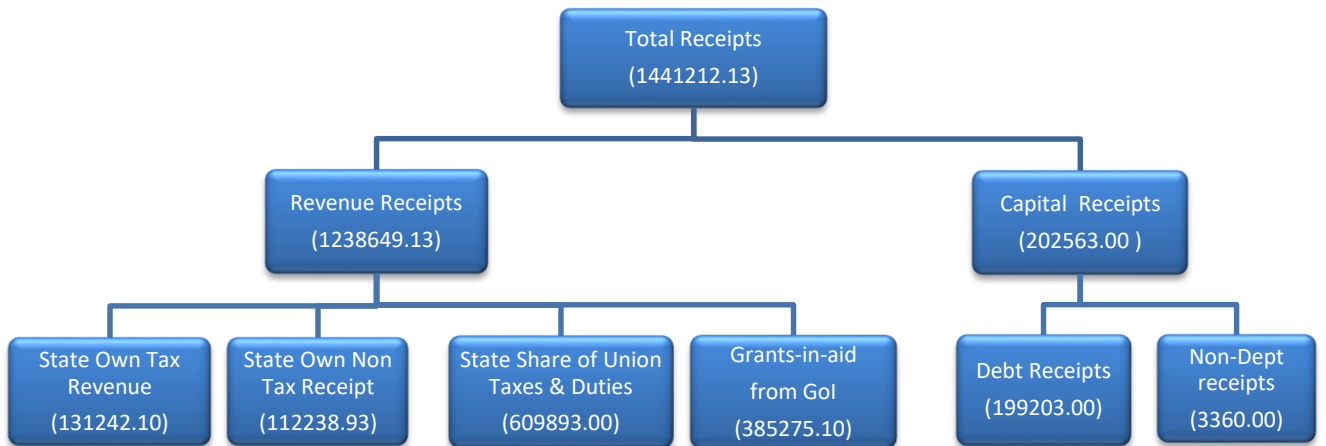 Total Receipts
(1441212.13)
Revenue Receipts
(1238649.13)
Capital Receipts
(202563.00 )
State Own Tax
Revenue
(131242.10)
State Own Non
Tax Receipt
(112238.93)
State Share of Union
Taxes & Duties
(609893.00)
Grants-in-aid
from GoI
(385275.10)
Debt Receipts
(199203.00)
Non-Dept
receipts
(3360.00)